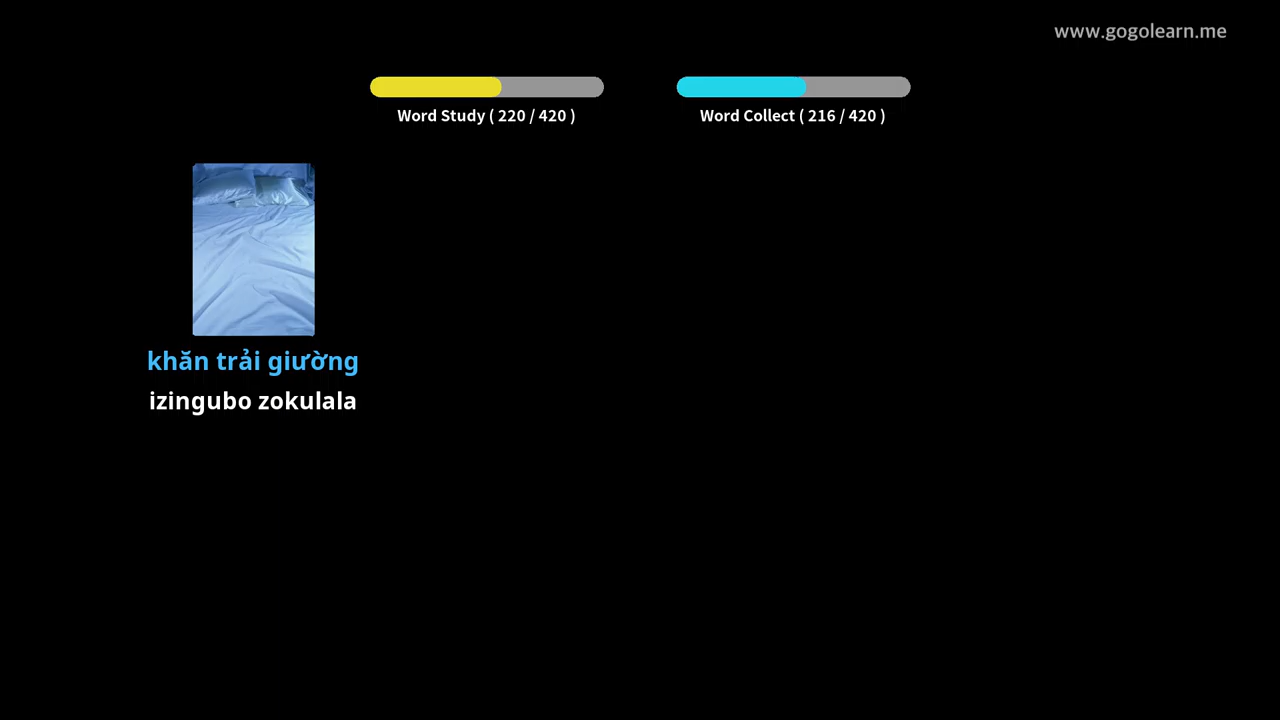 www.gogolearn.me
Word Study ( 220 / 420 )
Word Collect ( 216 / 420 )
khăn trải giường
izingubo zokulala